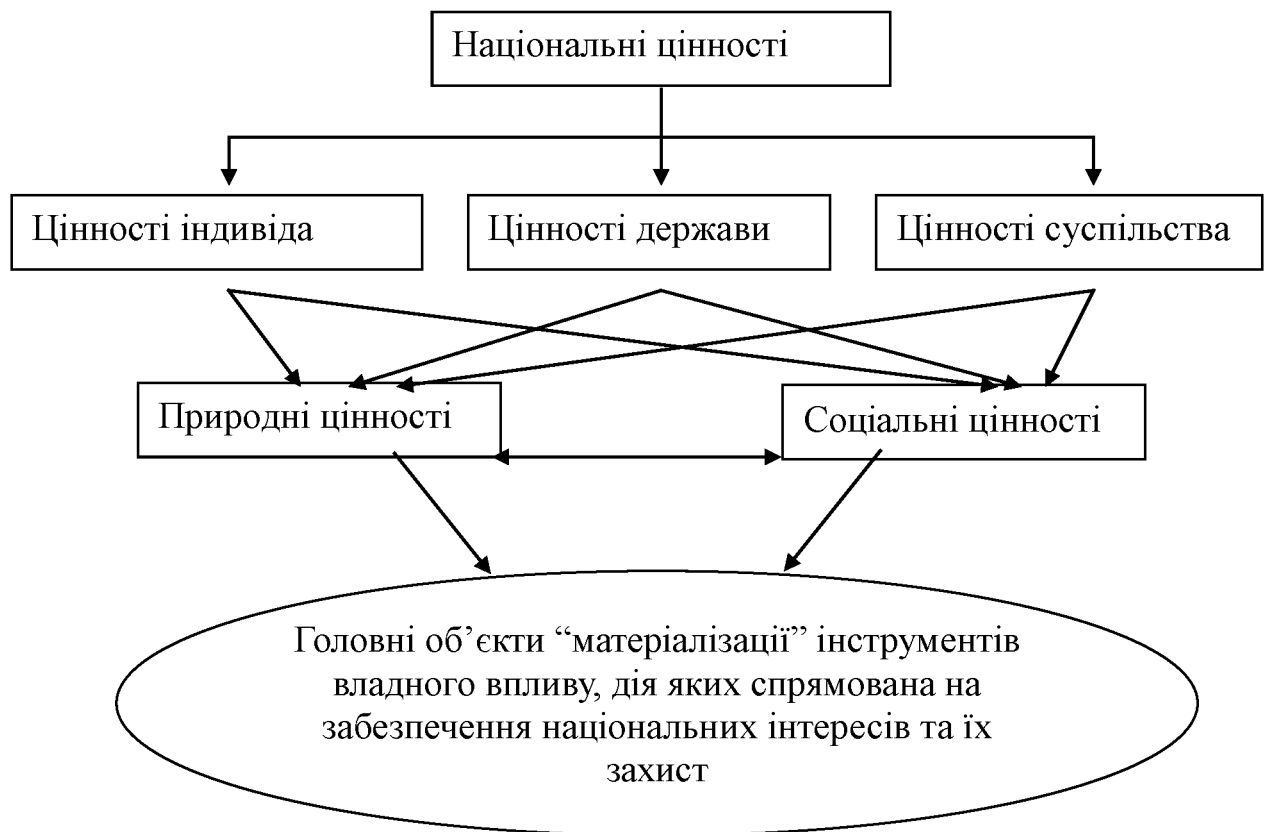 Національні цінності
Цінності індивіда
Цінності держави
Цінності суспільства
Природні цінності
Соціальні цінності
Головні об’єкти “матеріалізації” інструментів
владного впливу, дія яких спрямована на
забезпечення національних інтересів та їх
захист